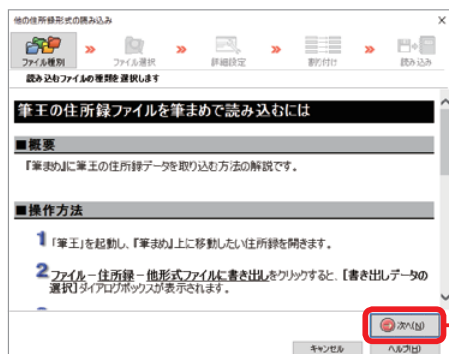 他の住所録形式の読み込み
ファイル種別 » ファイル選択 » 詳細設定 » 割り付け » 読み込み
読み込むファイルの種類を選択します
筆王の住所録ファイルを筆まめで読み込むには
■概要
『筆まめ』に筆王の住所録データを取り込む方法の解説です。
■操作方法
1 「筆王」を起動し、『筆まめ』上に移動したい住所録を開きます。
2 ファイル－住所録－他形式ファイルに書き出しをクリックすると、【書き出しデータの
選択】ダイアログボックスが表示されます。
次へ(N)
キャンセル ヘルプ(H)